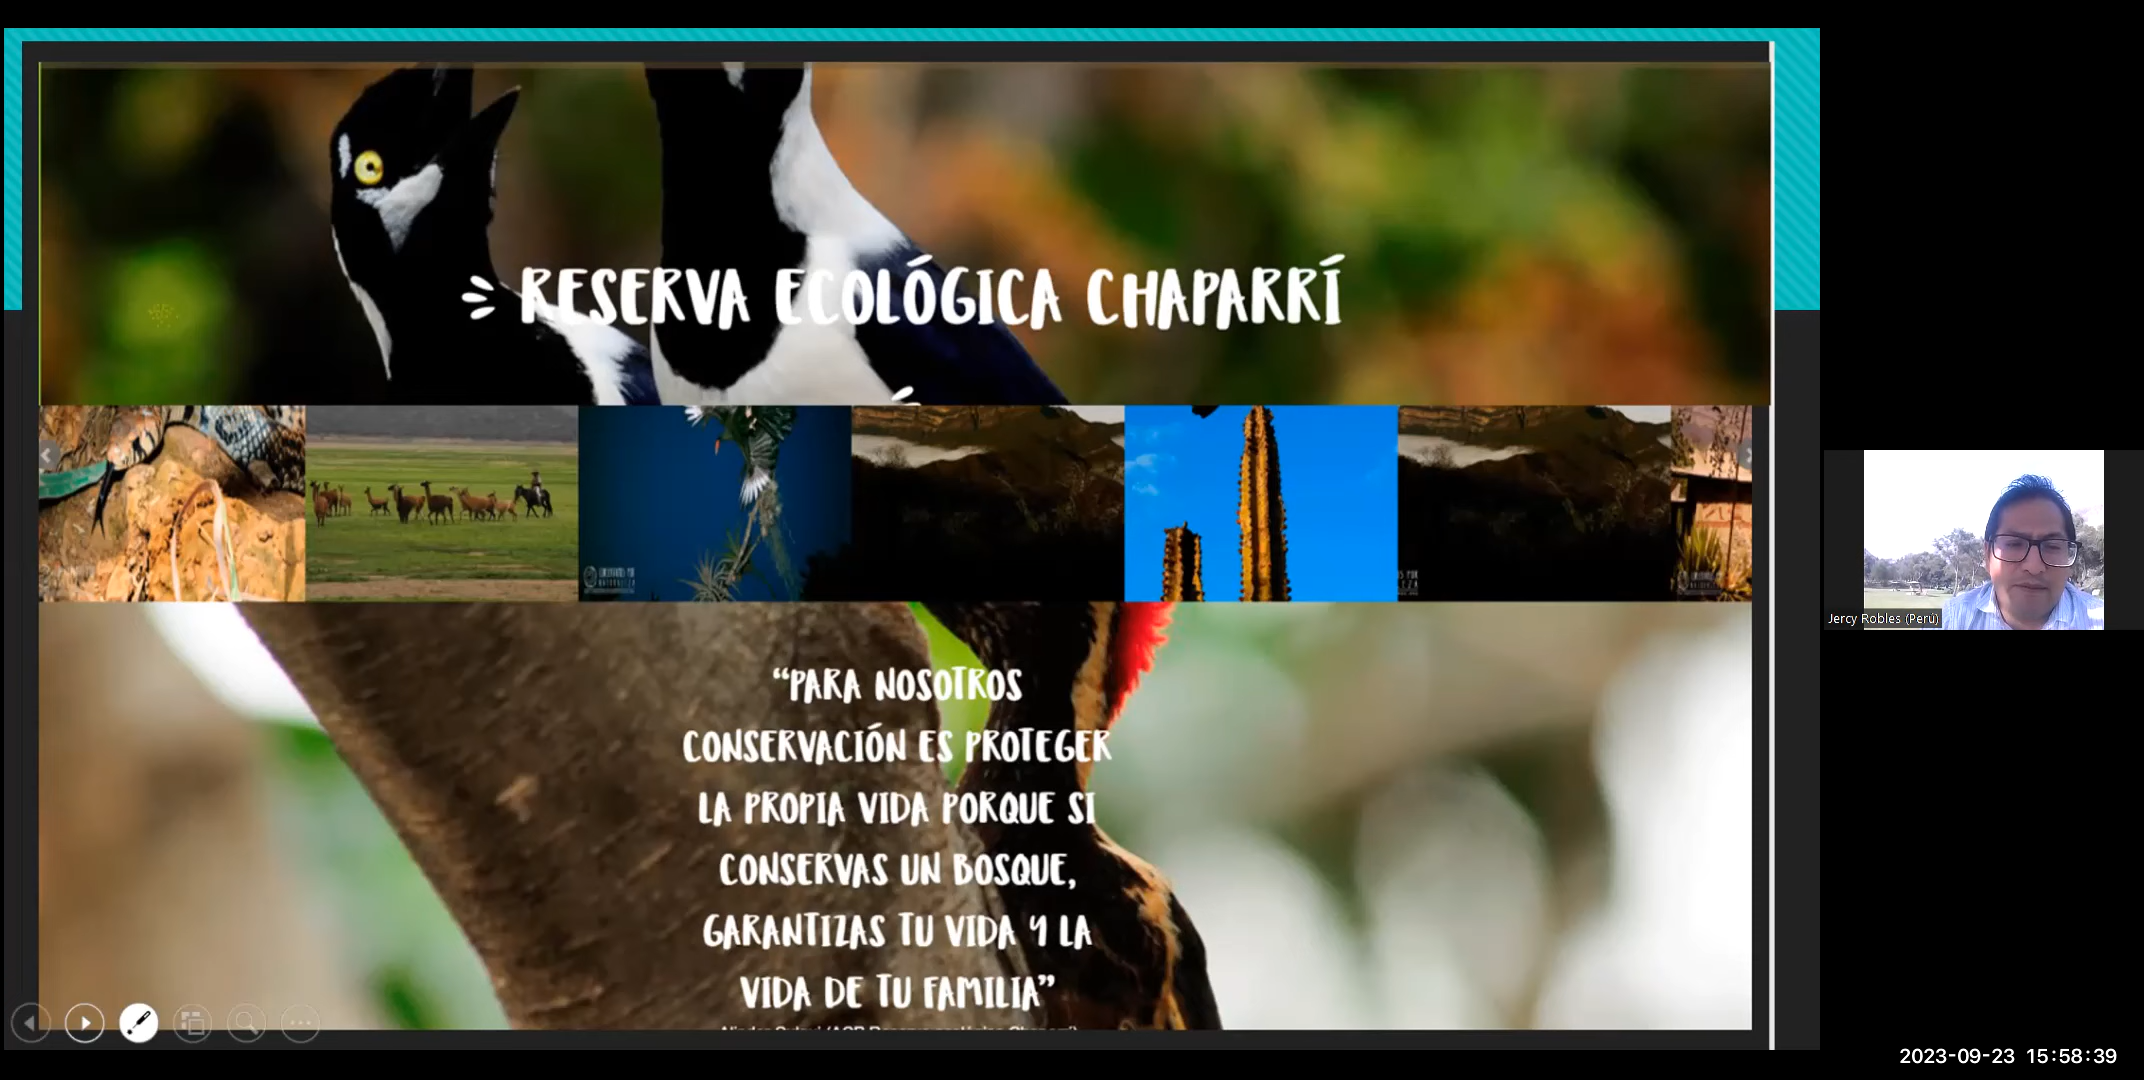 RESERVA ECOLÓGICA CHAPARRÍ
“PARA NOSOTROS
CONSERVACIÓN ES PROTEGER
LA PROPIA VIDA PORQUE SI
CONSERVAS UN BOSQUE,
GARANTIZAS TU VIDA Y LA
VIDA DE TU FAMILIA”
Jercy Robles (Perú)
2023-09-23 15:58:39